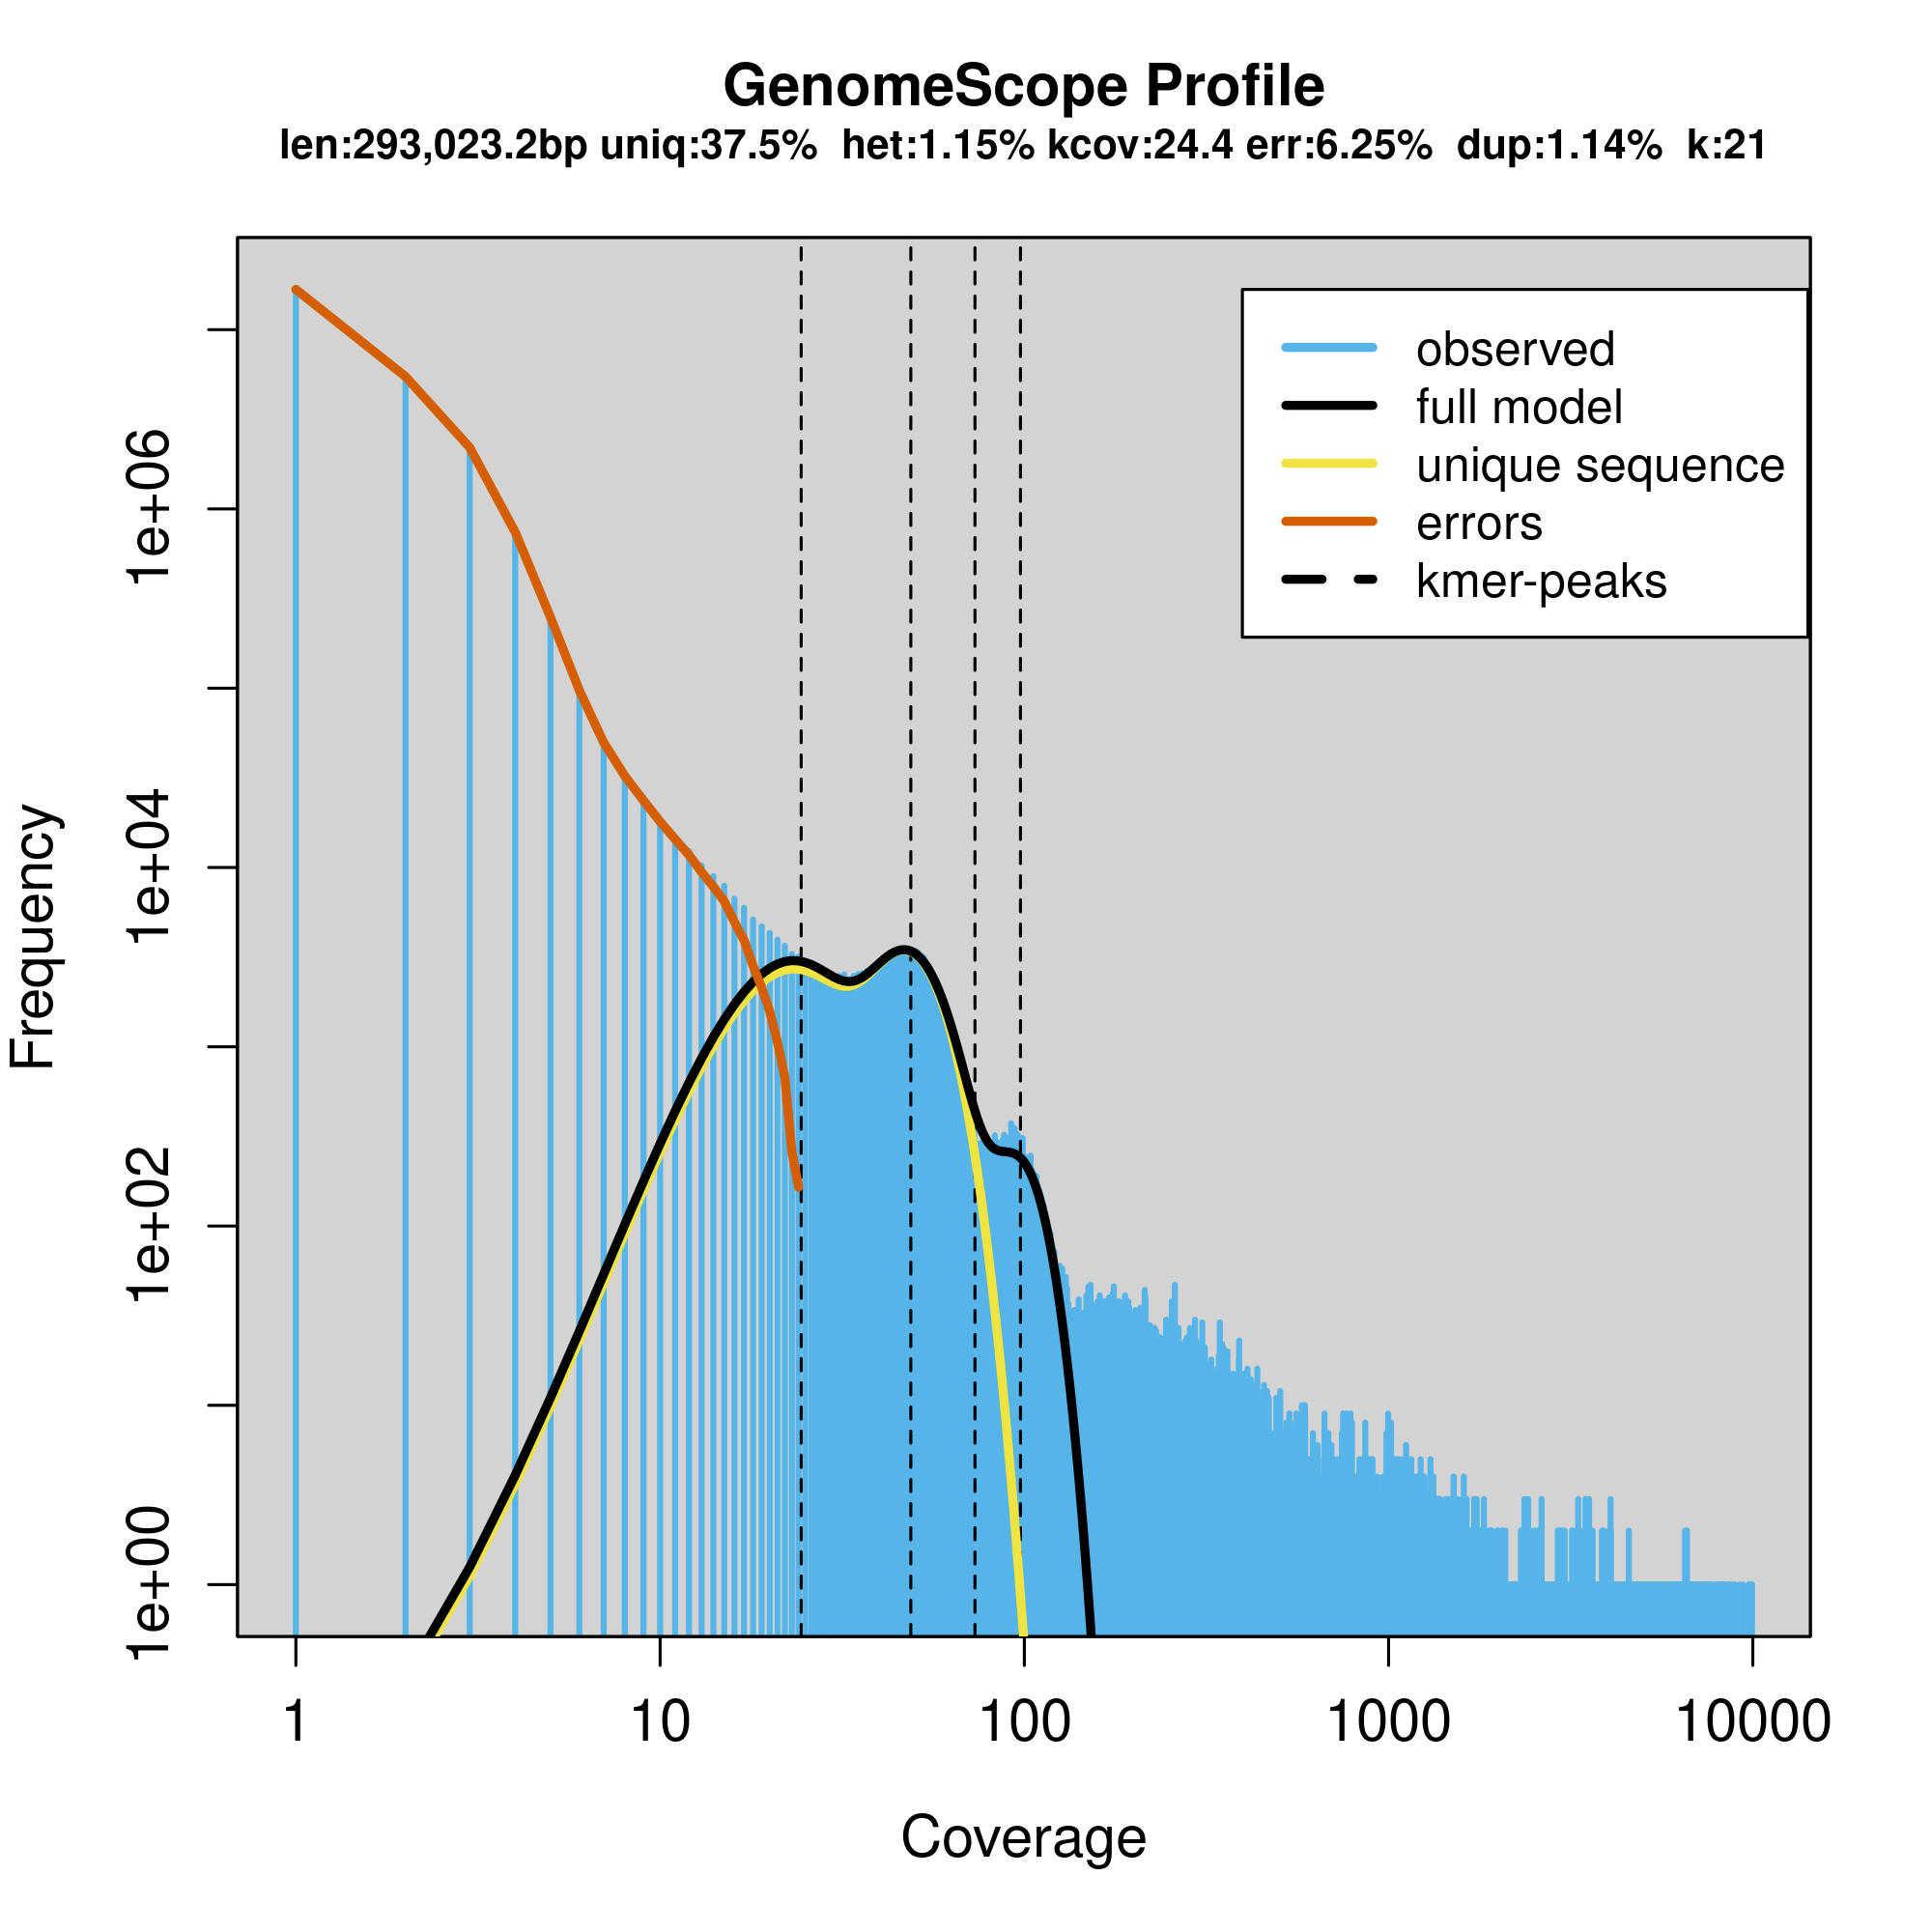 GenomeScope Profile
len:293,023.2bp uniq:37.5%  het:1.15% kcov:24.4 err:6.25%  dup:1.14%  k:21
observed
full model
unique sequence
errors
kmer-peaks
Frequency
1e+06
1e+04
1e+02
1e+00
1 10 100 1000 10000
Coverage